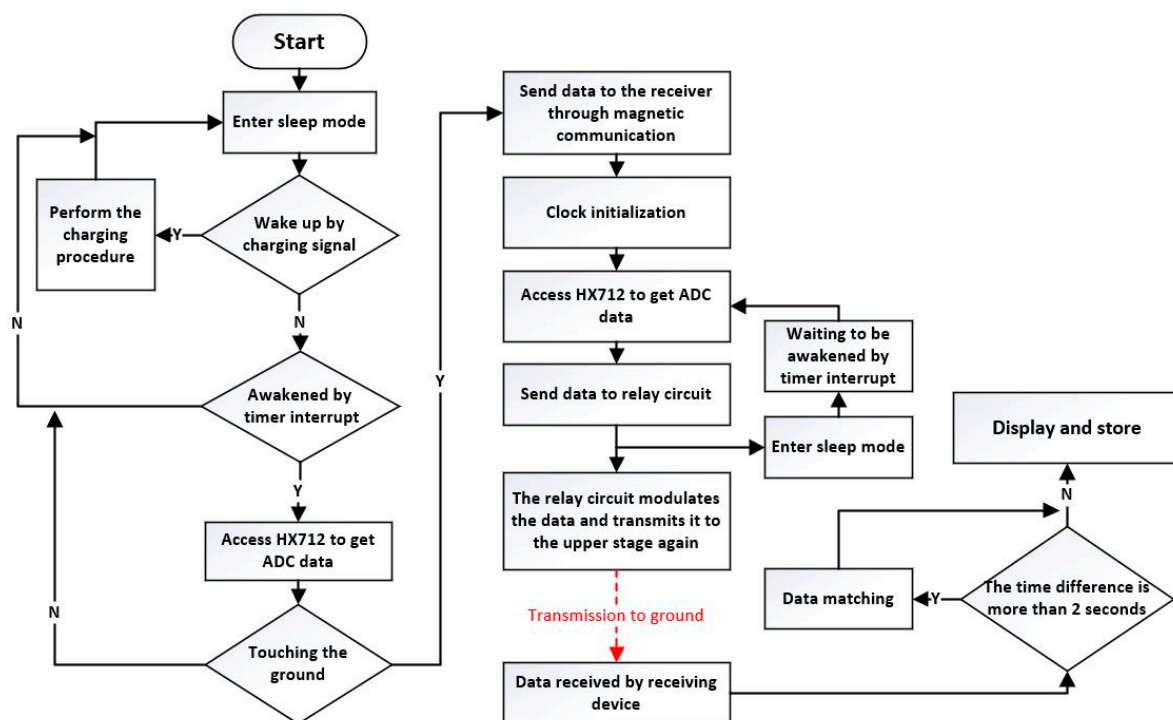 Start
Enter sleep mode
Perform the
charging
procedure
Y
Wake up by
charging signal
N
N
Awakened by
timer interrupt
Y
Access HX712 to get
ADC data
N
Touching the
ground
Y
Send data to the receiver
through magnetic
communication
Clock initialization
Access HX712 to get ADC
data
Waiting to be
awakened by
timer interrupt
Send data to relay circuit
Enter sleep mode
The relay circuit modulates
the data and transmits it to
the upper stage again
Transmission to ground
Data received by receiving
device
Display and store
N
Data matching
Y
The time difference is
more than 2 seconds